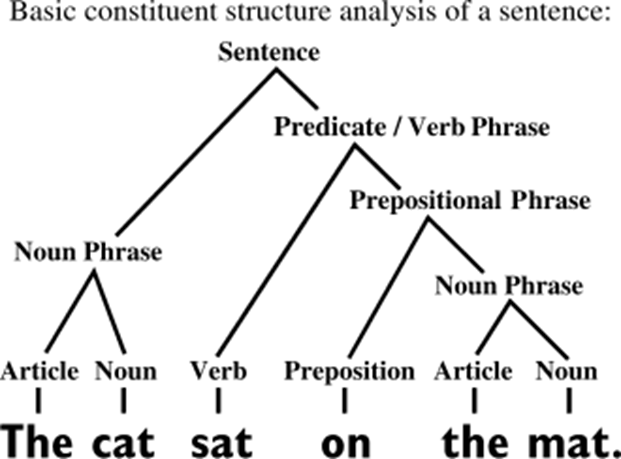 Basic constituent structure analysis of a sentence:
Sentence
Predicate / Verb Phrase
Prepositional Phrase
Noun Phrase
Noun Phrase
Article Noun Verb Preposition Article Noun
The cat sat on the mat.